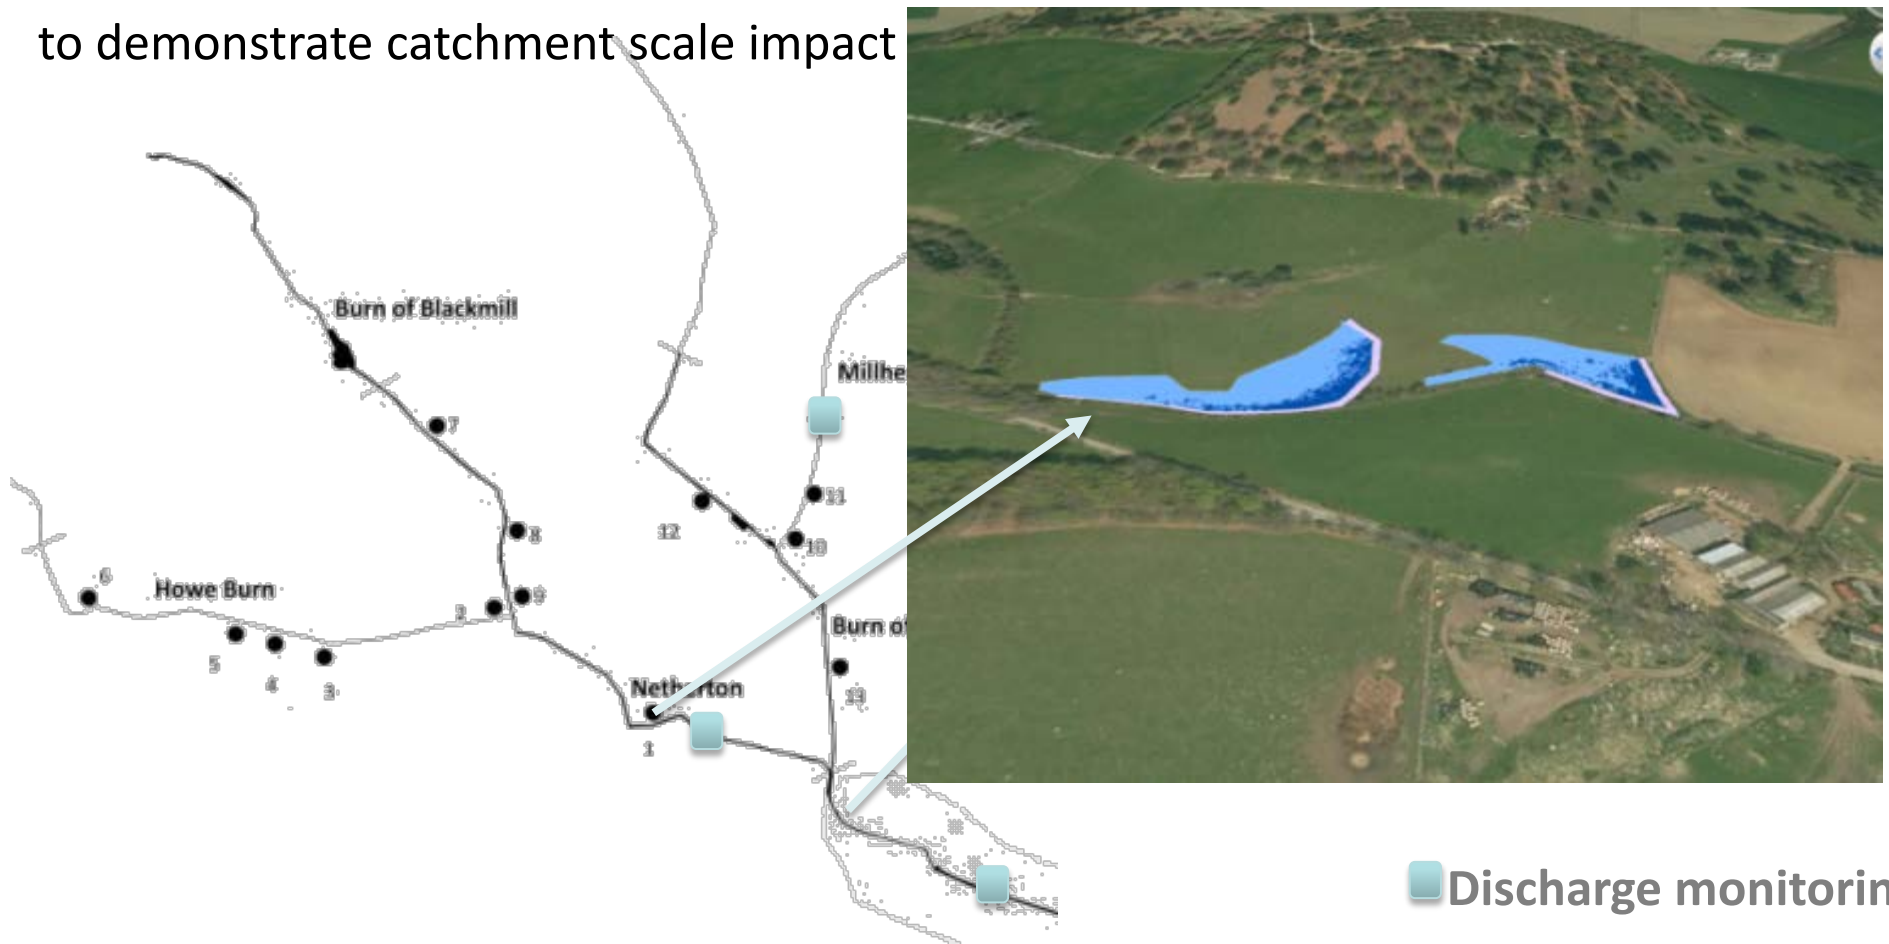 to demonstrate catchment scale impact
Burn of Blackmill
Millhe
7
11
12
8
10
6
Howe Burn
2
9
Burn of
5
4
3
Netherton
13
1
Discharge monitorin